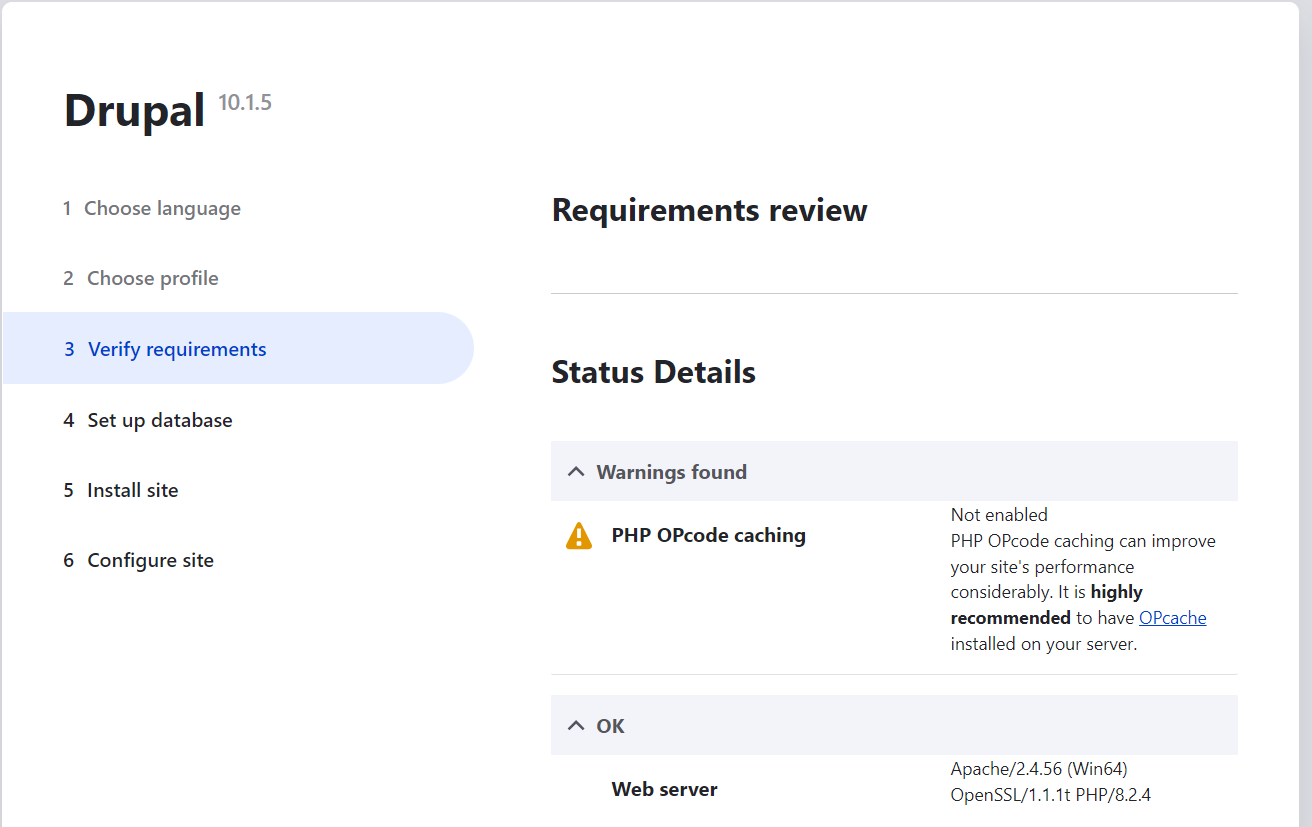 Drupal 10.1.5
1 Choose language
2 Choose profile
3 Verify requirements
4 Set up database
5 Install site
6 Configure site
Requirements review
Status Details
Warnings found
PHP OPcode caching
Not enabled
PHP OPcode caching can improve
your site's performance
considerably. It is highly
recommended to have OPcache
installed on your server.
OK
Web server
Apache/2.4.56 (Win64)
OpenSSL/1.1.1t PHP/8.2.4